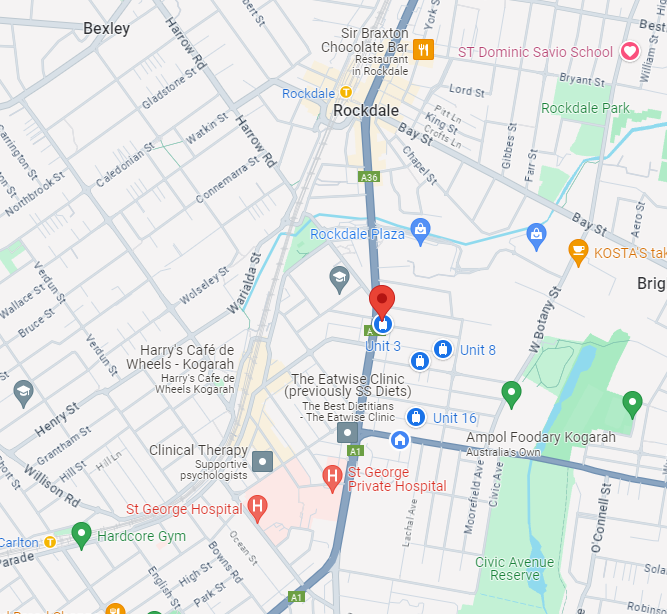 Bexley
Harrow Rd
York St
Sir Braxton
Chocolate Bar
Restaurant
in Rockdale
ST Dominic Savio School
William St
Bryant St
Gladstone St
Rockdale
Rockdale
Lord St
Pitt Ln
King St
Crofts Ln
Rockdale Park
Watkin St
Harrow Rd
Bay St
Chapel St
Gibbes St
Farr St
Caledonian St
Northbrook St
Connemarra St
A36
Bay St
Aero St
Rockdale Plaza
KOSTA'S tak
Warialda St
Wolseley St
Verdun St
Wallace St
Bruce St
Verdun St
Brig
W Botany St
Unit 3
Unit 8
Harry's Café de
Wheels - Kogarah
Harry's Cafe de
Wheels Kogarah
The Eatwise Clinic
(previously SS Diets)
The Best Dietitians
- The Eatwise Clinic
Unit 16
Henry St
Grantham St
Hill St
Hill Ln
Willison Rd
Clinical Therapy
Supportive
psychologists
A1
Ampol Foodary Kogarah
Australia's Own
St George
Private Hospital
St George Hospital
Moorefield Ave
Civic Ave
O'Connell St
Lachal Ave
Carlton
Parade
Hardcore Gym
Ocean St
Bowns Rd
High St
English St
Park St
Civic Avenue
Reserve
A1